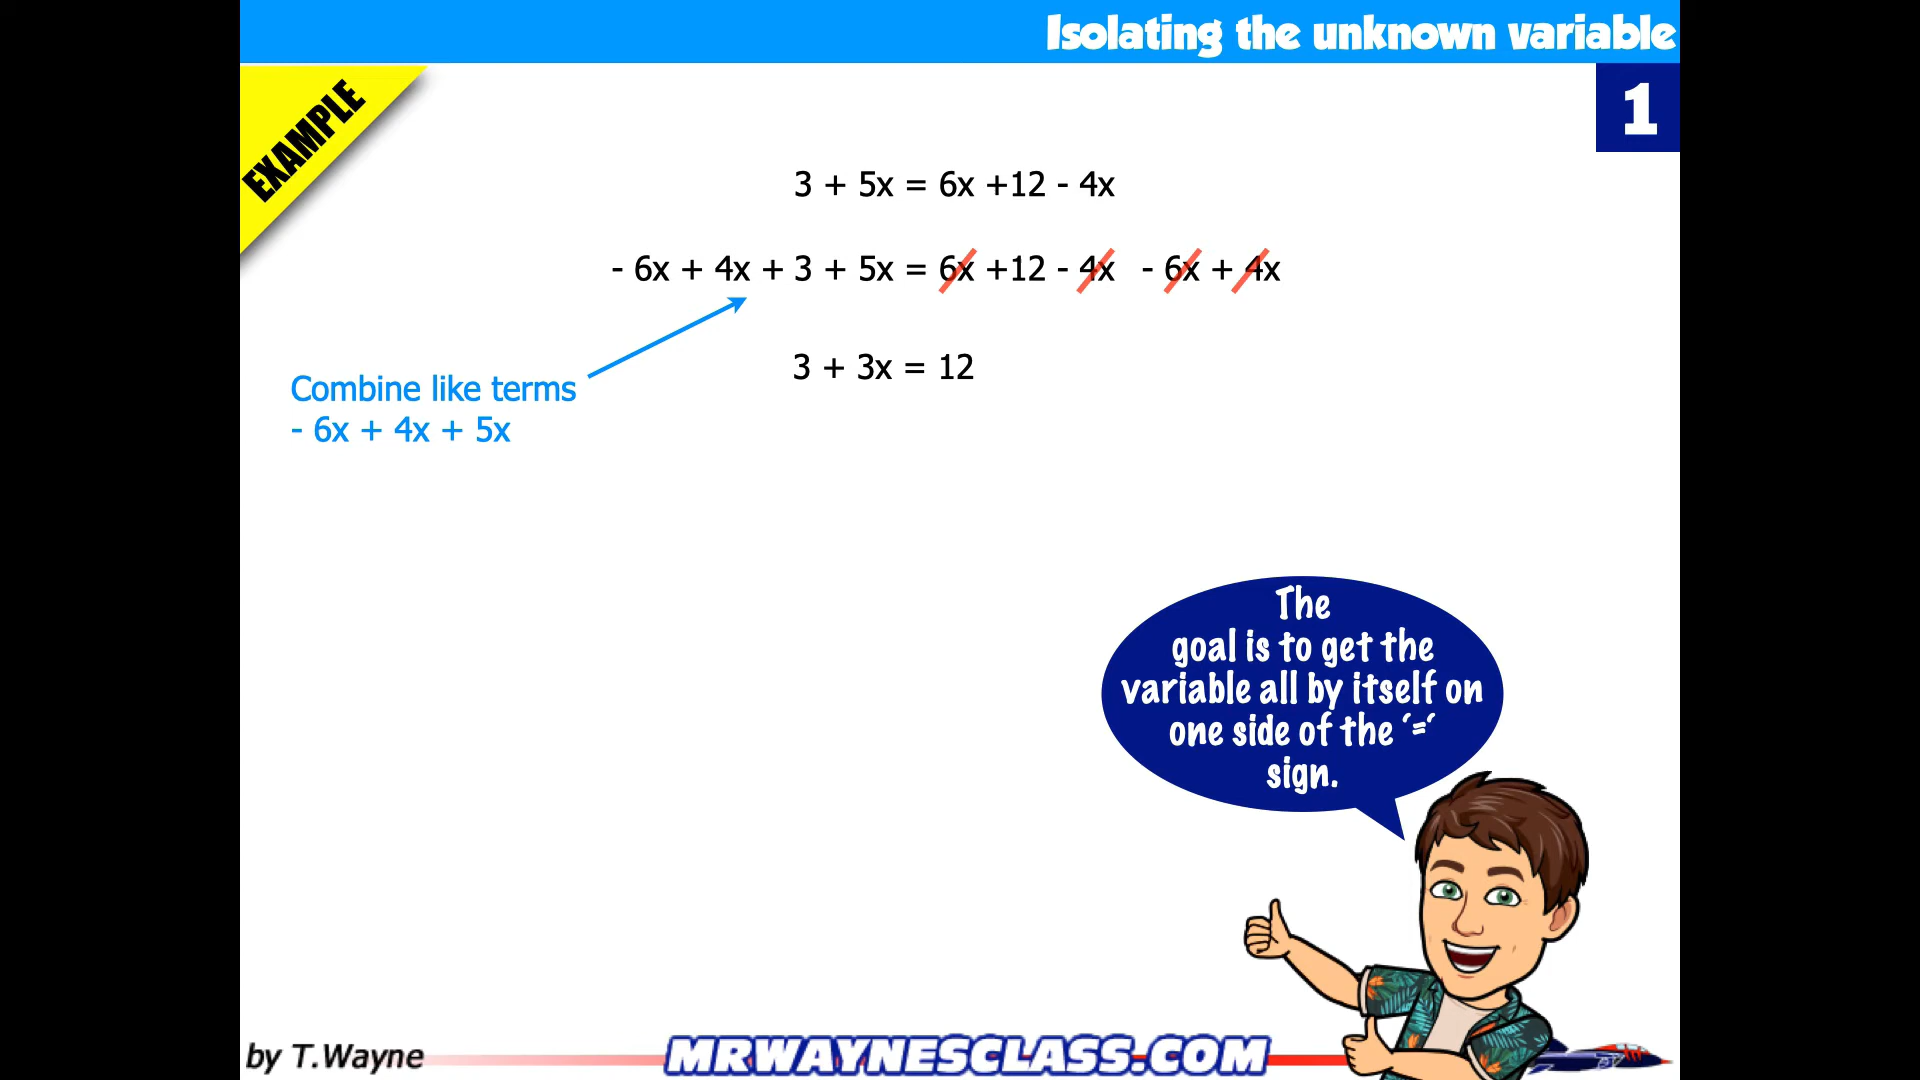 Isolating the unknown variable
EXAMPLE
1
3 + 5x = 6x +12 - 4x
- 6x + 4x + 3 + 5x = 6x +12 - 4x - 6x + 4x
3 + 3x = 12
Combine like terms
- 6x + 4x + 5x
The
goal is to get the
variable all by itself on
one side of the ‘=‘
sign.
by T.Wayne
MRWAYNESCLASS.COM